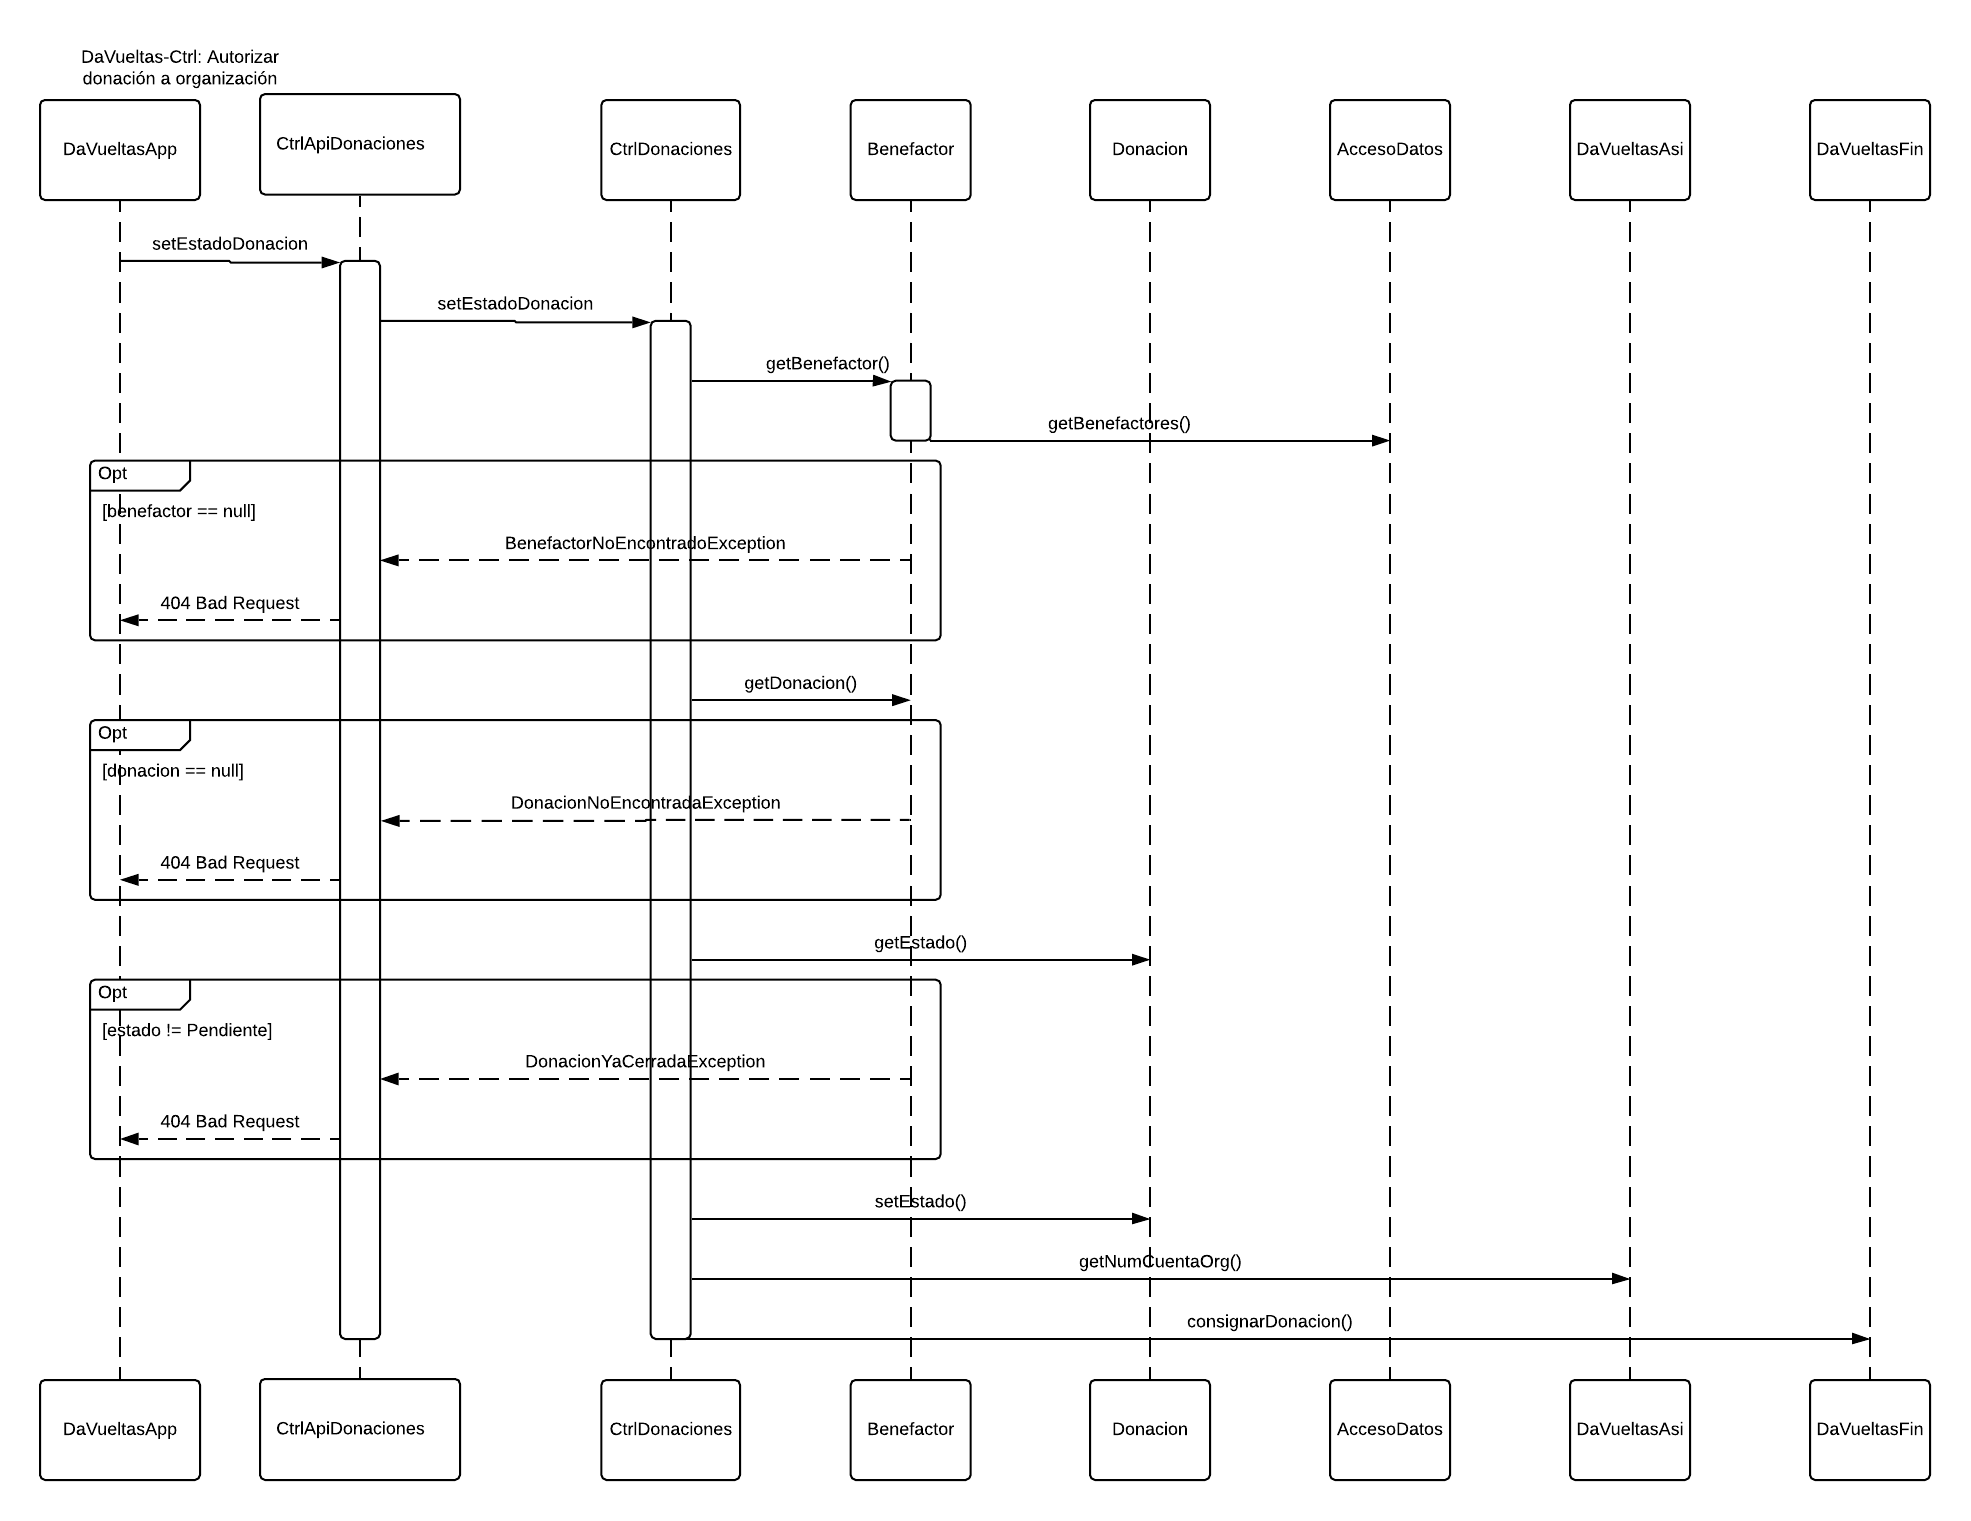 DaVueltas-Ctrl: Autorizar
donación a organización
DaVueltasApp
CtrlApiDonaciones
CtrlDonaciones
Benefactor
Donacion
AccesoDatos
DaVueltasAsi
DaVueltasFin
setEstadoDonacion
setEstadoDonacion
getBenefactor()
getBenefactores()
Opt
[benefactor == null]
BenefactorNoEncontradoException
404 Bad Request
getDonacion()
Opt
[donacion == null]
DonacionNoEncontradaException
404 Bad Request
getEstado()
Opt
[estado != Pendiente]
DonacionYaCerradaException
404 Bad Request
setEstado()
getNumCuentaOrg()
consignarDonacion()
DaVueltasApp
CtrlApiDonaciones
CtrlDonaciones
Benefactor
Donacion
AccesoDatos
DaVueltasAsi
DaVueltasFin